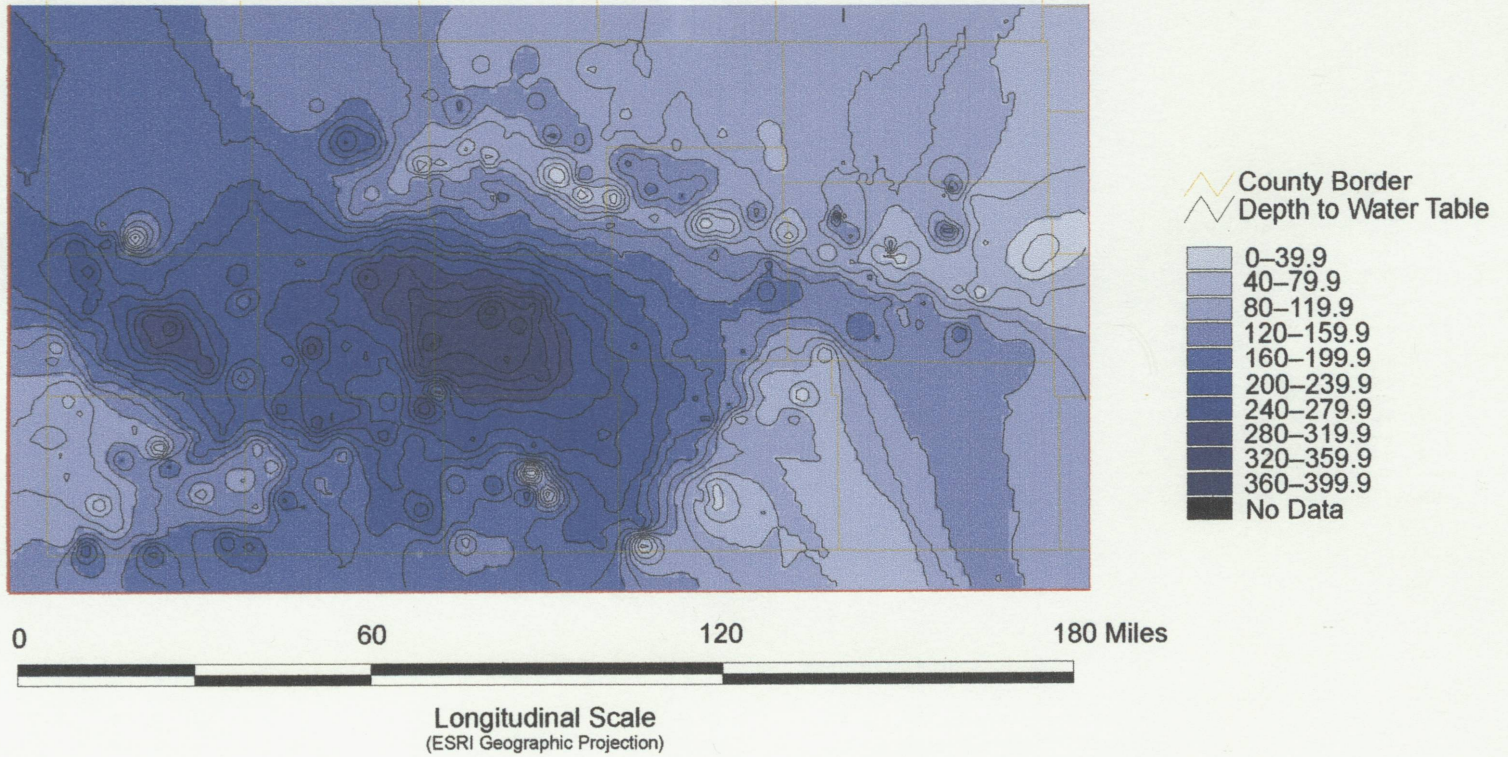 County Border
Depth to Water Table
0–39.9
40–79.9
80–119.9
120–159.9
160–199.9
200–239.9
240–279.9
280–319.9
320–359.9
360–399.9
No Data
0 60 120 180 Miles
Longitudinal Scale
(ESRI Geographic Projection)